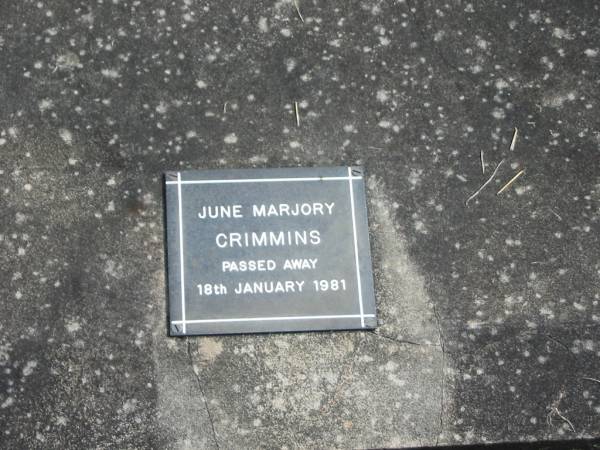 JUNE MARJORY
CRIMMINS
PASSED AWAY
18th JANUARY 1981